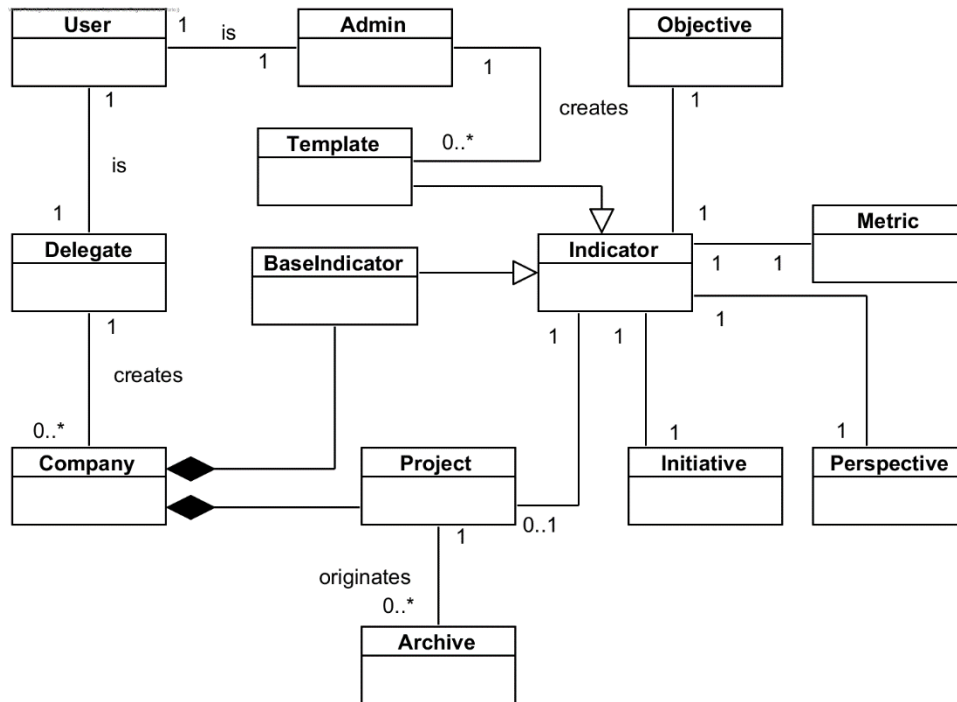 User
1
is
1
Admin
1
Objective
1
creates
0..*
Template
1
is
1
Delegate
1
BaseIndicator
Indicator
1
1
1
Metric
1
1
1
creates
0..*
Company
Project
1
0..1
1
Initiative
1
Perspective
originates
0..*
Archive